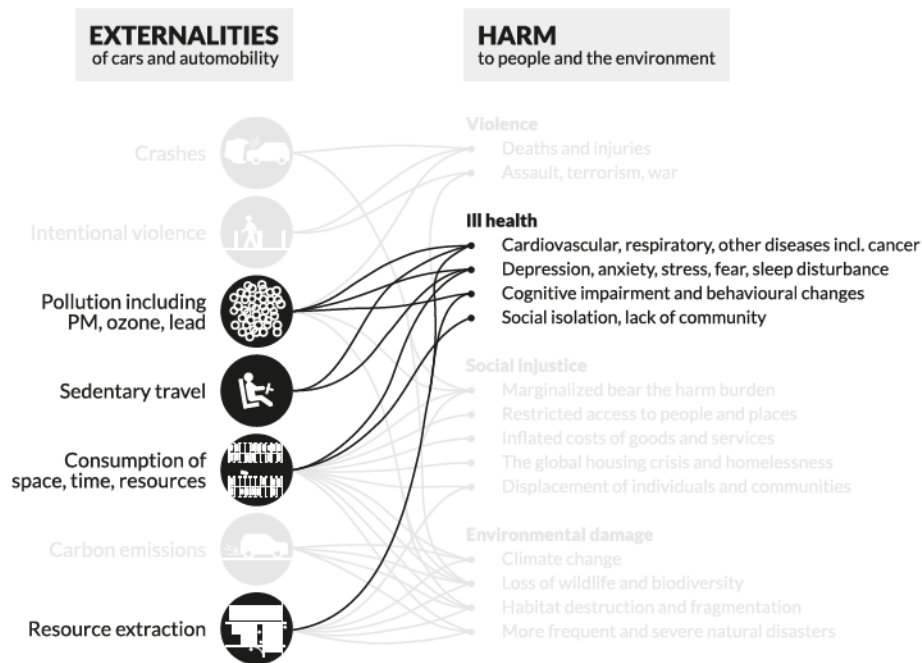 EXTERNALITIES
of cars and automobility
HARM
to people and the environment
Crashes
Intentional violence
Pollution including
PM, ozone, lead
Sedentary travel
Consumption of
space, time, resources
Carbon emissions
Resource extraction
Violence
Deaths and injuries
Assault, terrorism, war
Ill health
Cardiovascular, respiratory, other diseases incl. cancer
Depression, anxiety, stress, fear, sleep disturbance
Cognitive impairment and behavioural changes
Social isolation, lack of community
Social injustice
Marginalized bear the harm burden
Restricted access to people and places
Inflated costs of goods and services
The global housing crisis and homelessness
Displacement of individuals and communities
Environmental damage
Climate change
Loss of wildlife and biodiversity
Habitat destruction and fragmentation
More frequent and severe natural disasters